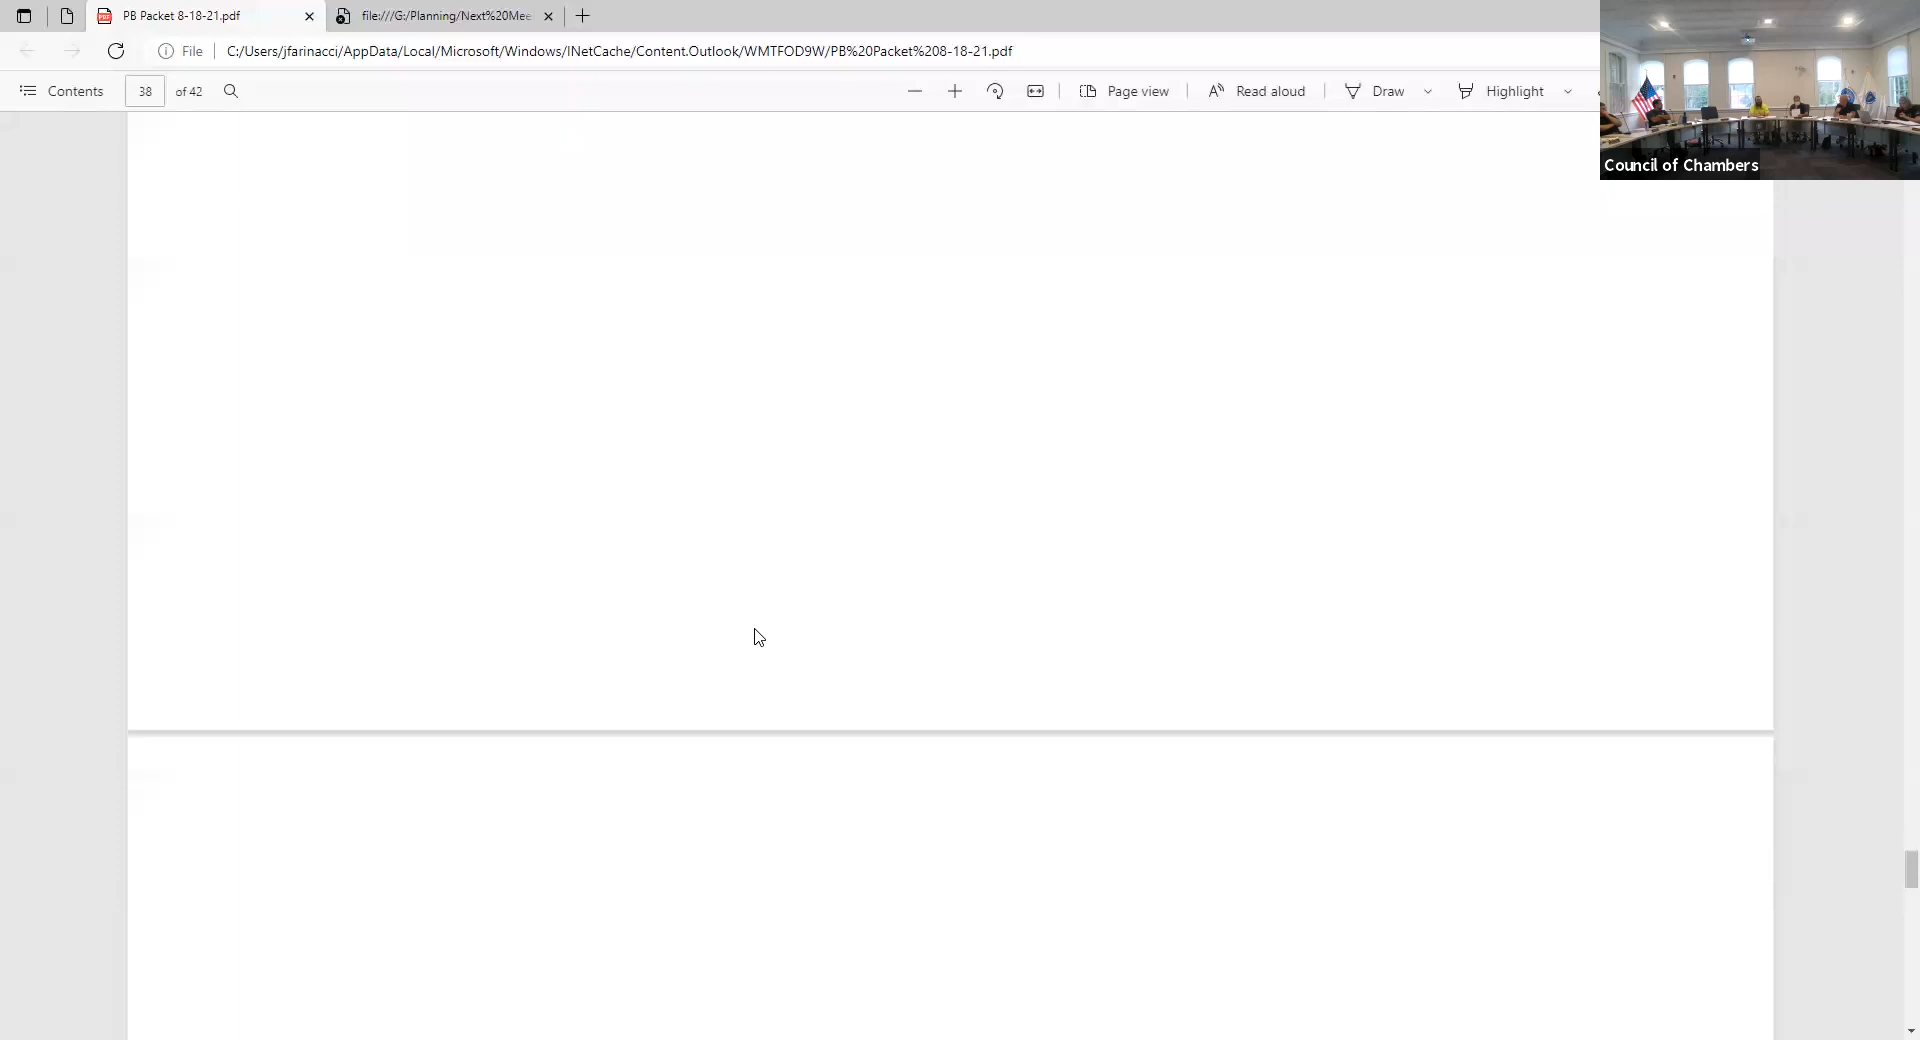 PB Packet 8-18-21.pdf
file:///G:/Planning/Next%20Mee
File
C:/Users/jfarinacci/AppData/Local/Microsoft/Windows/INetCache/Content.Outlook/WMTFOD9W/PB%20Packet%208-18-21.pdf
Contents
38
of 42
Page view
Read aloud
Draw
Highlight
Council of Chambers